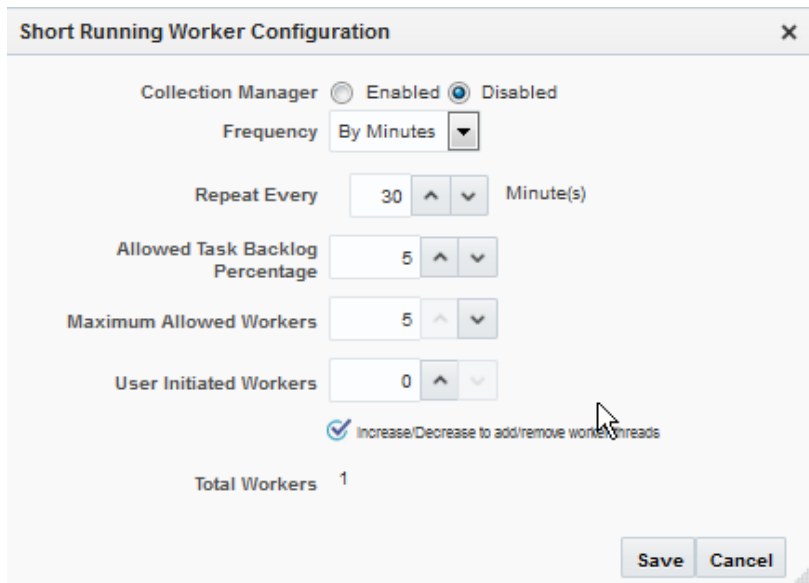 Short Running Worker Configuration
Collection Manager Enabled Disabled
Frequency By Minutes
Repeat Every 30 Minute(s)
Allowed Task Backlog
Percentage 5
Maximum Allowed Workers 5
User Initiated Workers 0
Increase/Decrease to add/remove worker threads
Total Workers 1
Save Cancel